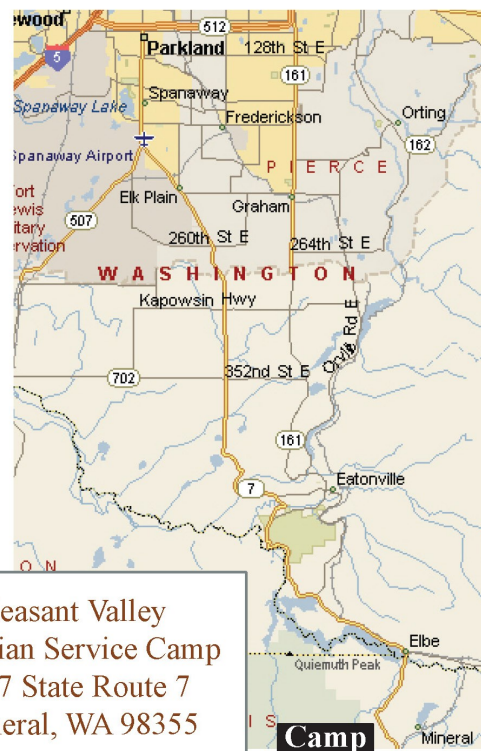 ewood
512
Parkland
128th St E
5
161
Spanaway Lake
Spanaway
Frederickson
Orting
162
Spanaway Airport
PIERCE
ort
ewis
itary
ervation
Elk Plain
Graham
507
260th St E
264th St E
WASHINGTON
Kapowsin Hwy
Orville Rd E
702
352nd St E
161
7
Eatonville
ON
easant Valley
ian Service Camp
7 State Route 7
eral, WA 98355
Elbe
Quiemuth Peak
IS
Camp
Mineral